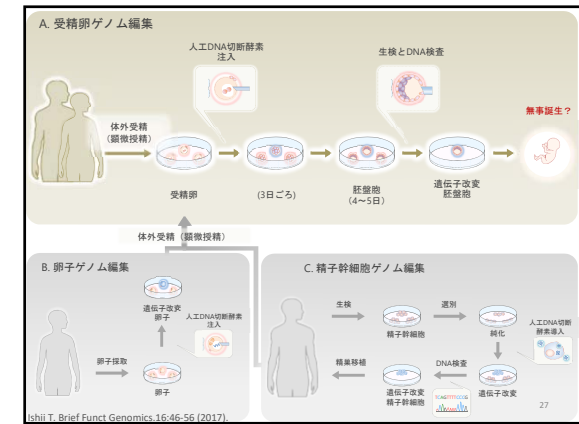 A. 受精卵ゲノム編集
人工DNA切断酵素
注入
生検とDNA検査
無事誕生？
体外受精
(顕微授精)
受精卵
(3日ごろ)
胚盤胞
(4〜5日)
遺伝子改変
胚盤胞
体外受精（顕微授精）
B. 卵子ゲノム編集
遺伝子改変
卵子
人工DNA切断酵素
注入
卵子採取
卵子
C. 精子幹細胞ゲノム編集
生検
選別
精子幹細胞
純化
人工DNA切断
酵素導入
精巣移植
DNA検査
遺伝子改変
精子幹細胞
遺伝子改変
27
Ishii T. Brief Funct Genomics.16:46-56 (2017).